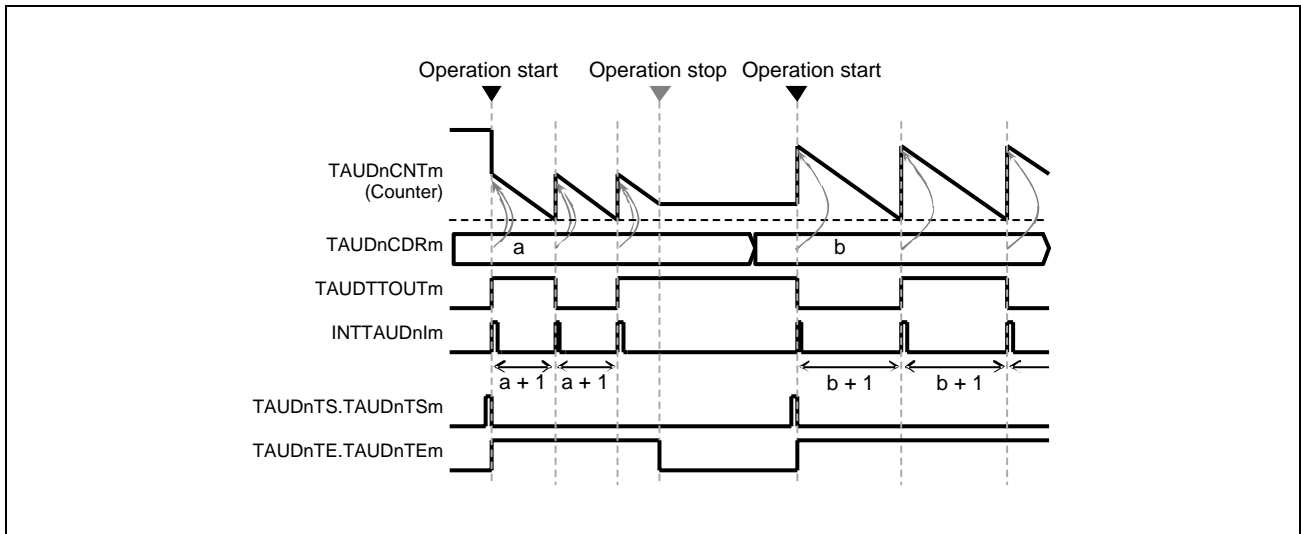 Operation start Operation stop Operation start
TAUDnCNTm
(Counter)
TAUDnCDRm a b
TAUDTTOUTm
INTTAUDnIm
a + 1 a + 1 b + 1 b + 1
TAUDnTS.TAUDnTSm
TAUDnTE.TAUDnTEm